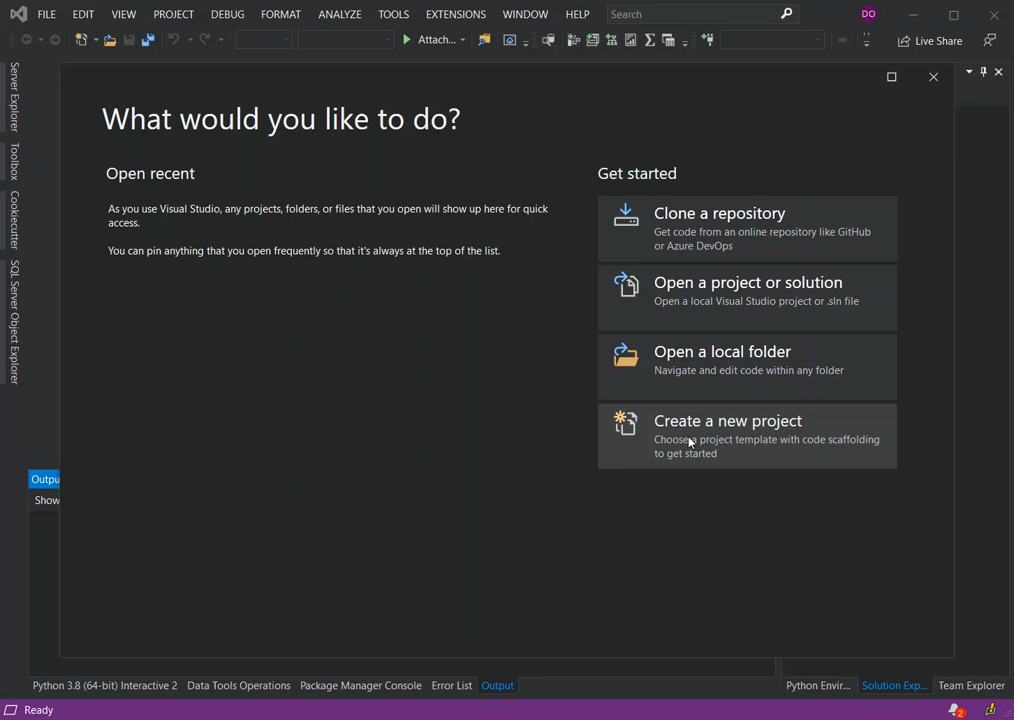 FILE EDIT VIEW PROJECT DEBUG FORMAT ANALYZE TOOLS EXTENSIONS WINDOW HELP Search DO
Attach... Live Share
Server Explorer
Toolbox
Cookiecutter
SQL Server Object Explorer
What would you like to do?
Open recent
As you use Visual Studio, any projects, folders, or files that you open will show up here for quick
access.
You can pin anything that you open frequently so that it's always at the top of the list.
Get started
Clone a repository
Get code from an online repository like GitHub
or Azure DevOps
Open a project or solution
Open a local Visual Studio project or .sln file
Open a local folder
Navigate and edit code within any folder
Create a new project
Choose a project template with code scaffolding
to get started
Outpu
Show
Python 3.8 (64-bit) Interactive 2 Data Tools Operations Package Manager Console Error List Output Python Envir... Solution Exp... Team Explorer
Ready 2